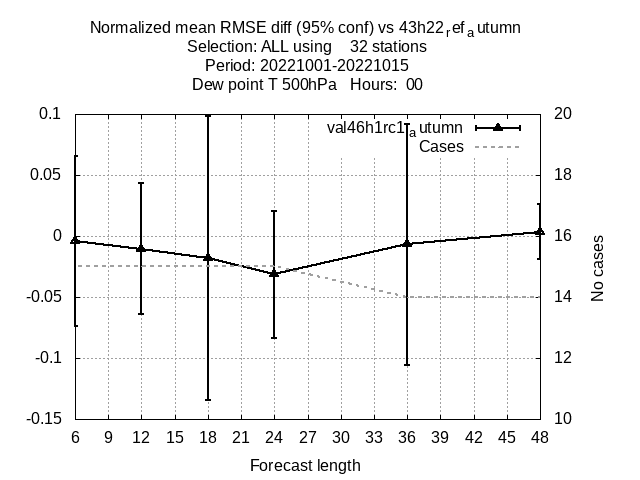 Normalized mean RMSE diff (95% conf) vs 43h22ref autumn
Selection: ALL using    32 stations
Period: 20221001-20221015
Dew point T 500hPa   Hours:  00
0.1
0.05
0
-0.05
-0.1
-0.15
20
18
16
14
12
10
No cases
val46h1rc1autumn
Cases
6 9 12 15 18 21 24 27 30 33 36 39 42 45 48
Forecast length